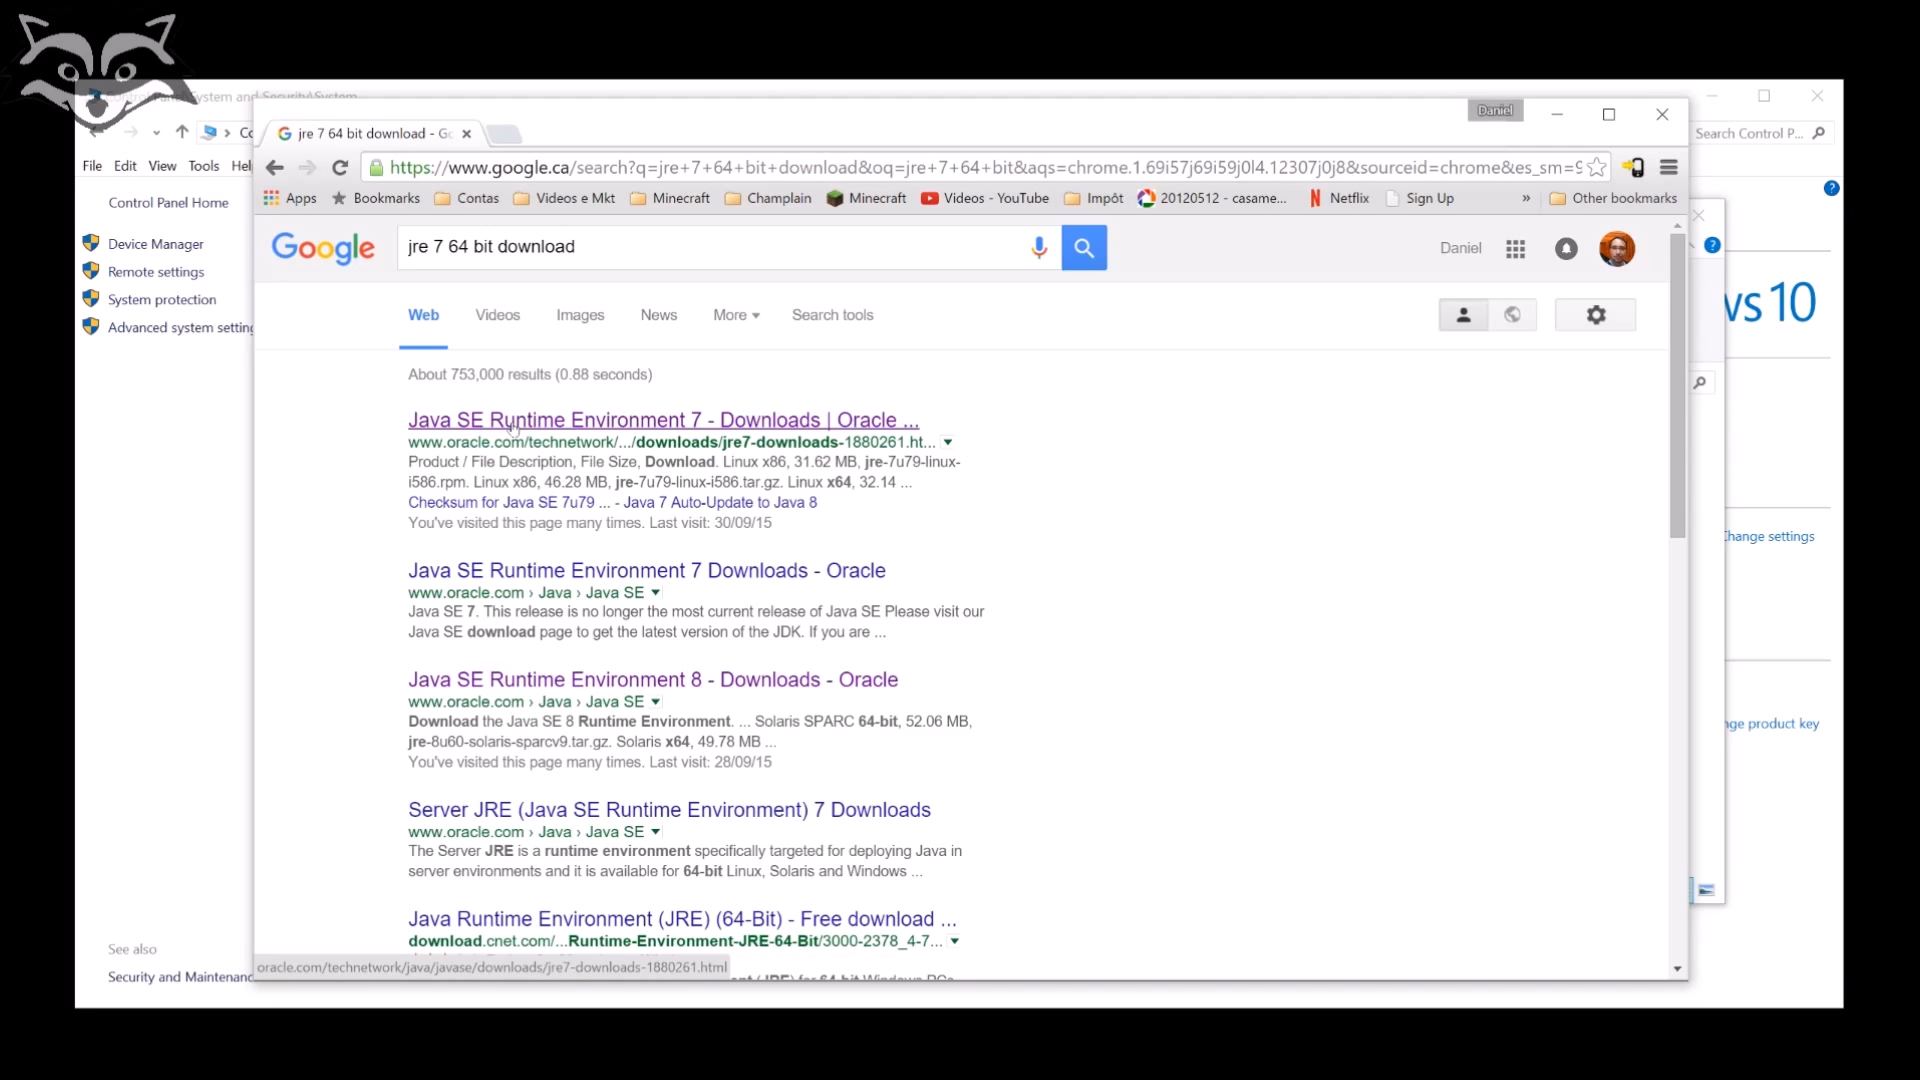 Control Panel\System and Security\System
Daniel
jre 7 64 bit download - Go
Search Control P...
File Edit View Tools Hel
https://www.google.ca/search?q=jre+7+64+bit+download&oq=jre+7+64+bit&aqs=chrome.1.69i57j69i59j0l4.12307j0j8&sourceid=chrome&es_sm=9
Apps Bookmarks Contas Videos e Mkt Minecraft Champlain Minecraft Videos - YouTube Impôt 20120512 - casame... Netflix Sign Up » Other bookmarks
Control Panel Home
Device Manager
Remote settings
System protection
Advanced system setting
Google
jre 7 64 bit download
Daniel
ws 10
Web Videos Images News More Search tools
About 753,000 results (0.88 seconds)
Java SE Runtime Environment 7 - Downloads | Oracle ...
www.oracle.com/technetwork/.../downloads/jre7-downloads-1880261.ht...
Product / File Description, File Size, Download. Linux x86, 31.62 MB, jre-7u79-linux-
i586.rpm. Linux x86, 46.28 MB, jre-7u79-linux-i586.tar.gz. Linux x64, 32.14 ...
Checksum for Java SE 7u79 ... - Java 7 Auto-Update to Java 8
You've visited this page many times. Last visit: 30/09/15
Change settings
Java SE Runtime Environment 7 Downloads - Oracle
www.oracle.com › Java › Java SE
Java SE 7. This release is no longer the most current release of Java SE Please visit our
Java SE download page to get the latest version of the JDK. If you are ...
Java SE Runtime Environment 8 - Downloads - Oracle
www.oracle.com › Java › Java SE
Download the Java SE 8 Runtime Environment. ... Solaris SPARC 64-bit, 52.06 MB,
jre-8u60-solaris-sparcv9.tar.gz. Solaris x64, 49.78 MB ...
You've visited this page many times. Last visit: 28/09/15
nge product key
Server JRE (Java SE Runtime Environment) 7 Downloads
www.oracle.com › Java › Java SE
The Server JRE is a runtime environment specifically targeted for deploying Java in
server environments and it is available for 64-bit Linux, Solaris and Windows ...
Java Runtime Environment (JRE) (64-Bit) - Free download ...
download.cnet.com/...Runtime-Environment-JRE-64-Bit/3000-2378_4-7...
See also
Security and Maintenanc
oracle.com/technetwork/java/javase/downloads/jre7-downloads-1880261.html
(JRE) for 64-bit Windows PCs